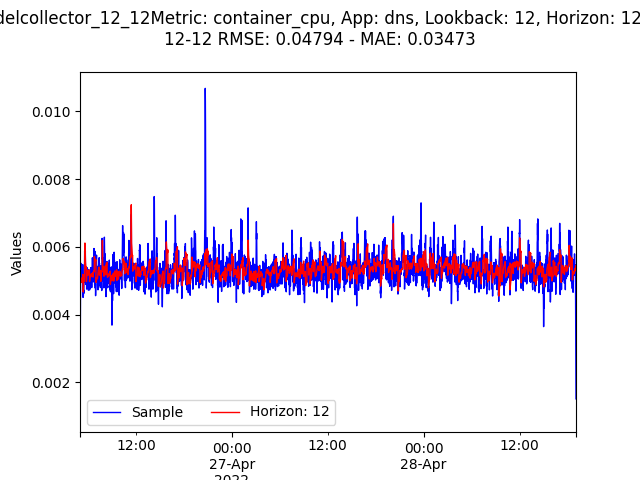 delcollector_12_12Metric: container_cpu, App: dns, Lookback: 12, Horizon: 12
12-12 RMSE: 0.04794 - MAE: 0.03473
0.010
0.008
0.006
0.004
0.002
Values
Sample
Horizon: 12
12:00
00:00
12:00
00:00
12:00
27-Apr
28-Apr
2022